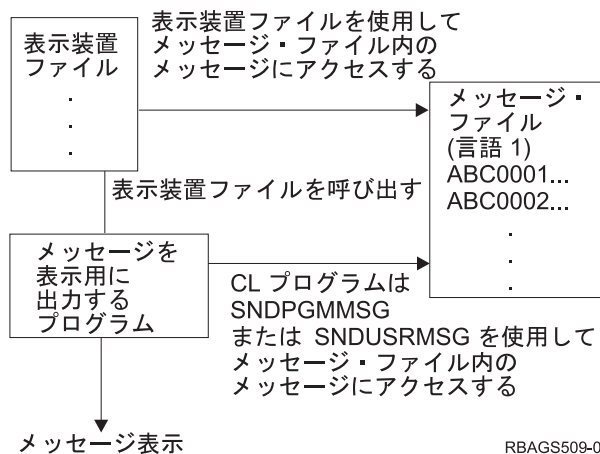 表示装置
ファイル
.
.
.
表示装置ファイルを使用して
メッセージ・ファイル内の
メッセージにアクセスする
メッセージ・
ファイル
(言語 1)
ABC0001...
ABC0002...
.
.
.
表示装置ファイルを呼び出す
メッセージを
表示用に
出力する
プログラム
CL プログラムは
SNDPGMMSG
または SNDUSRMSG を使用して
メッセージ・ファイル内の
メッセージにアクセスする
メッセージ表示
RBAGS509-0